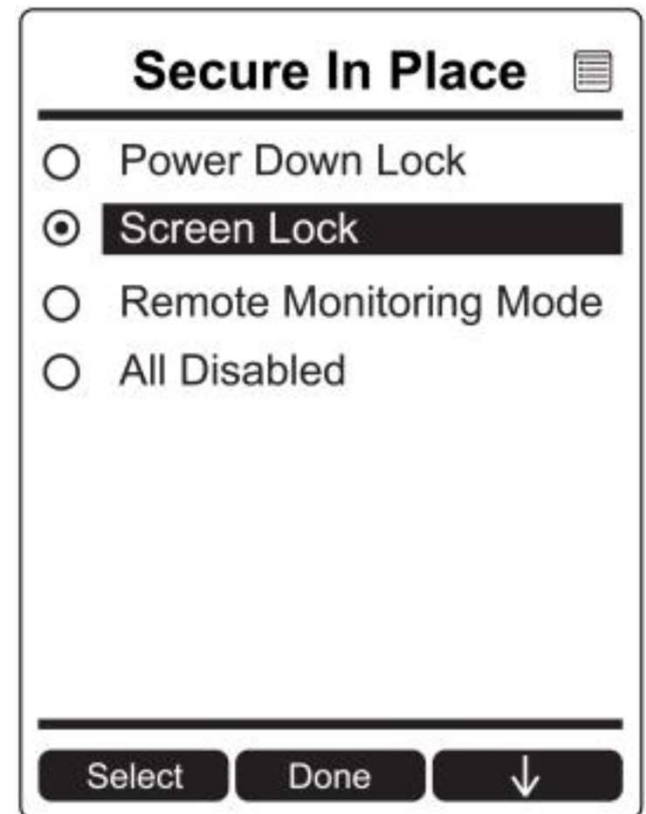 Secure In Place
Power Down Lock
Screen Lock
Remote Monitoring Mode
All Disabled
Select Done ↓